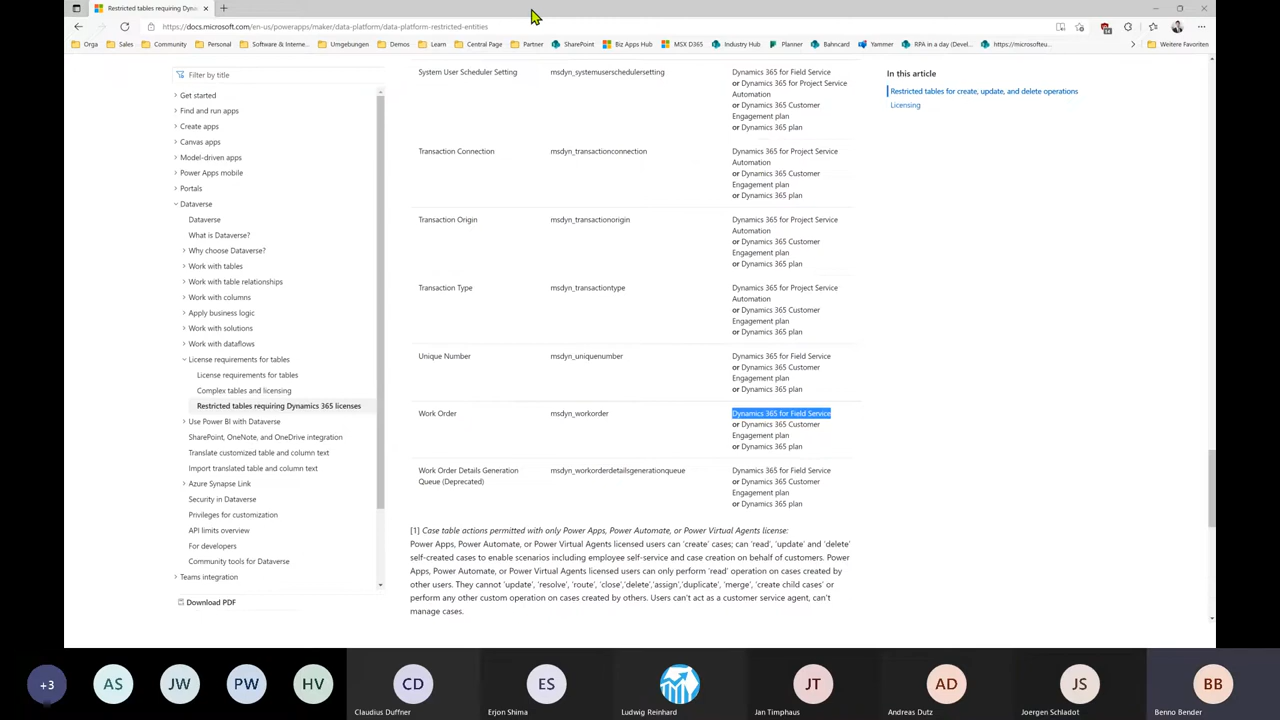 Restricted tables requiring Dynam
https://docs.microsoft.com/en-us/powerapps/maker/data-platform/data-platform-restricted-entities
Orga
Sales
Community
Personal
Software & Interne...
Umgebungen
Demos
Learn
Central Page
Partner
SharePoint
Biz Apps Hub
MSX D365
Industry Hub
Planner
Bahncard
Yammer
RPA in a day (Devel...
https://microsofteu...
Weitere Favoriten
Filter by title
Get started
Find and run apps
Create apps
Canvas apps
Model-driven apps
Power Apps mobile
Portals
Dataverse
Dataverse
What is Dataverse?
Why choose Dataverse?
Work with tables
Work with table relationships
Work with columns
Apply business logic
Work with solutions
Work with dataflows
License requirements for tables
License requirements for tables
Complex tables and licensing
Restricted tables requiring Dynamics 365 licenses
Use Power BI with Dataverse
SharePoint, OneNote, and OneDrive integration
Translate customized table and column text
Import translated table and column text
Azure Synapse Link
Security in Dataverse
Privileges for customization
API limits overview
For developers
Community tools for Dataverse
Teams integration
Download PDF
System User Scheduler Setting
msdyn_systemuserschedulersetting
Dynamics 365 for Field Service
or Dynamics 365 for Project Service
Automation
or Dynamics 365 Customer
Engagement plan
or Dynamics 365 plan
Transaction Connection
msdyn_transactionconnection
Dynamics 365 for Project Service
Automation
or Dynamics 365 Customer
Engagement plan
or Dynamics 365 plan
Transaction Origin
msdyn_transactionorigin
Dynamics 365 for Project Service
Automation
or Dynamics 365 Customer
Engagement plan
or Dynamics 365 plan
Transaction Type
msdyn_transactiontype
Dynamics 365 for Project Service
Automation
or Dynamics 365 Customer
Engagement plan
or Dynamics 365 plan
Unique Number
msdyn_uniquenumber
Dynamics 365 for Field Service
or Dynamics 365 Customer
Engagement plan
or Dynamics 365 plan
Work Order
msdyn_workorder
Dynamics 365 for Field Service
or Dynamics 365 Customer
Engagement plan
or Dynamics 365 plan
Work Order Details Generation
Queue (Deprecated)
msdyn_workorderdetailsgenerationqueue
Dynamics 365 for Field Service
or Dynamics 365 Customer
Engagement plan
or Dynamics 365 plan
[1] Case table actions permitted with only Power Apps, Power Automate, or Power Virtual Agents license:
Power Apps, Power Automate, or Power Virtual Agents licensed users can 'create' cases; can 'read', 'update' and 'delete'
self-created cases to enable scenarios including employee self-service and case creation on behalf of customers. Power
Apps, Power Automate, or Power Virtual Agents licensed users can only perform 'read' operation on cases created by
other users. They cannot 'update', 'resolve', 'route', 'close','delete','assign','duplicate', 'merge', 'create child cases' or
perform any other custom operation on cases created by others. Users can't act as a customer service agent, can't
manage cases.
In this article
Restricted tables for create, update, and delete operations
Licensing
+3
AS
JW
PW
HV
CD
Claudius Duffner
ES
Erjon Shima
Ludwig Reinhard
JT
Jan Timphaus
AD
Andreas Dutz
JS
Joergen Schladot
BB
Benno Bender